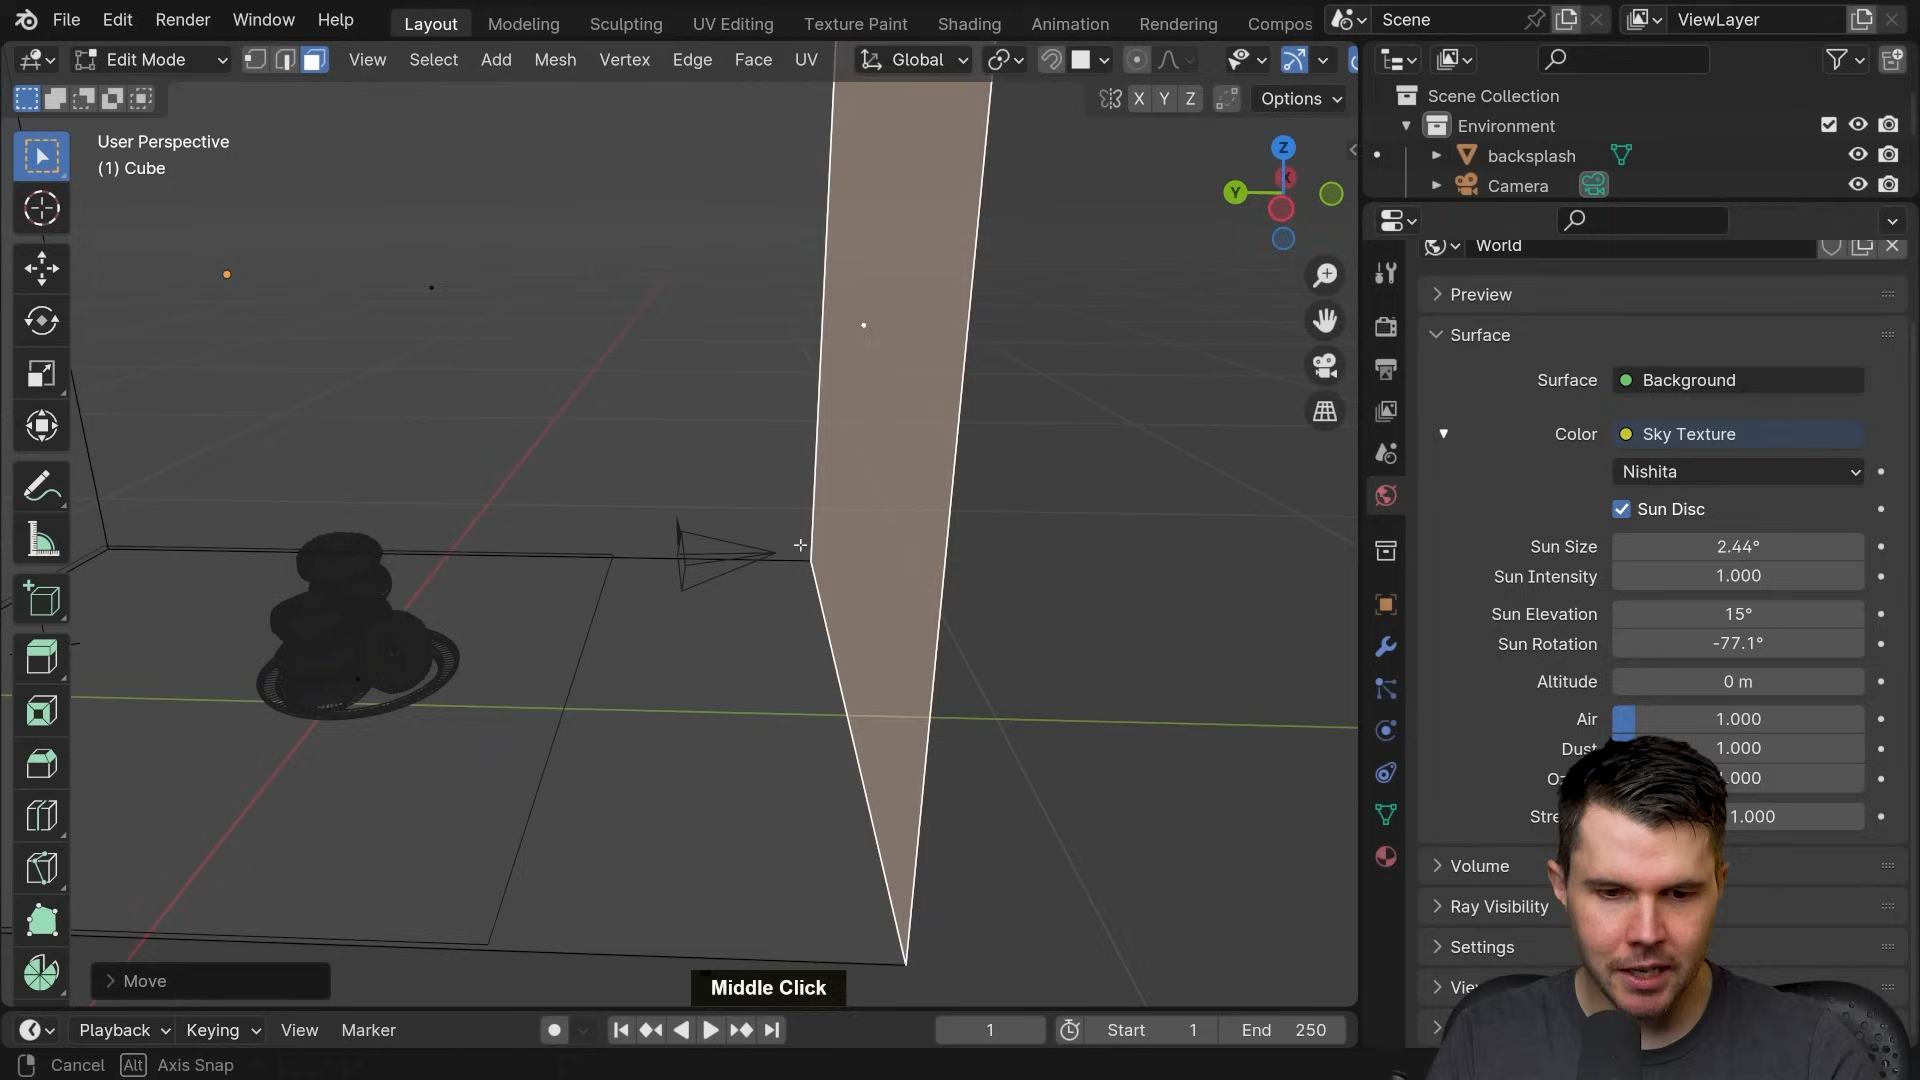 File Edit Render Window Help Layout Modeling Sculpting UV Editing Texture Paint Shading Animation Rendering Compos Scene ViewLayer
Edit Mode View Select Add Mesh Vertex Edge Face UV Global
X Y Z Options
User Perspective
(1) Cube
Z
Y
X
Scene Collection
Environment
backsplash
Camera
World
Preview
Surface
Surface Background
Color Sky Texture
Nishita
Sun Disc
Sun Size 2.44°
Sun Intensity 1.000
Sun Elevation 15°
Sun Rotation -77.1°
Altitude 0 m
Air 1.000
Dust 1.000
.000
Stre 1.000
Volume
Ray Visibility
Settings
Move
Middle Click
Playback Keying View Marker 1 Start 1 End 250
Cancel Alt Axis Snap